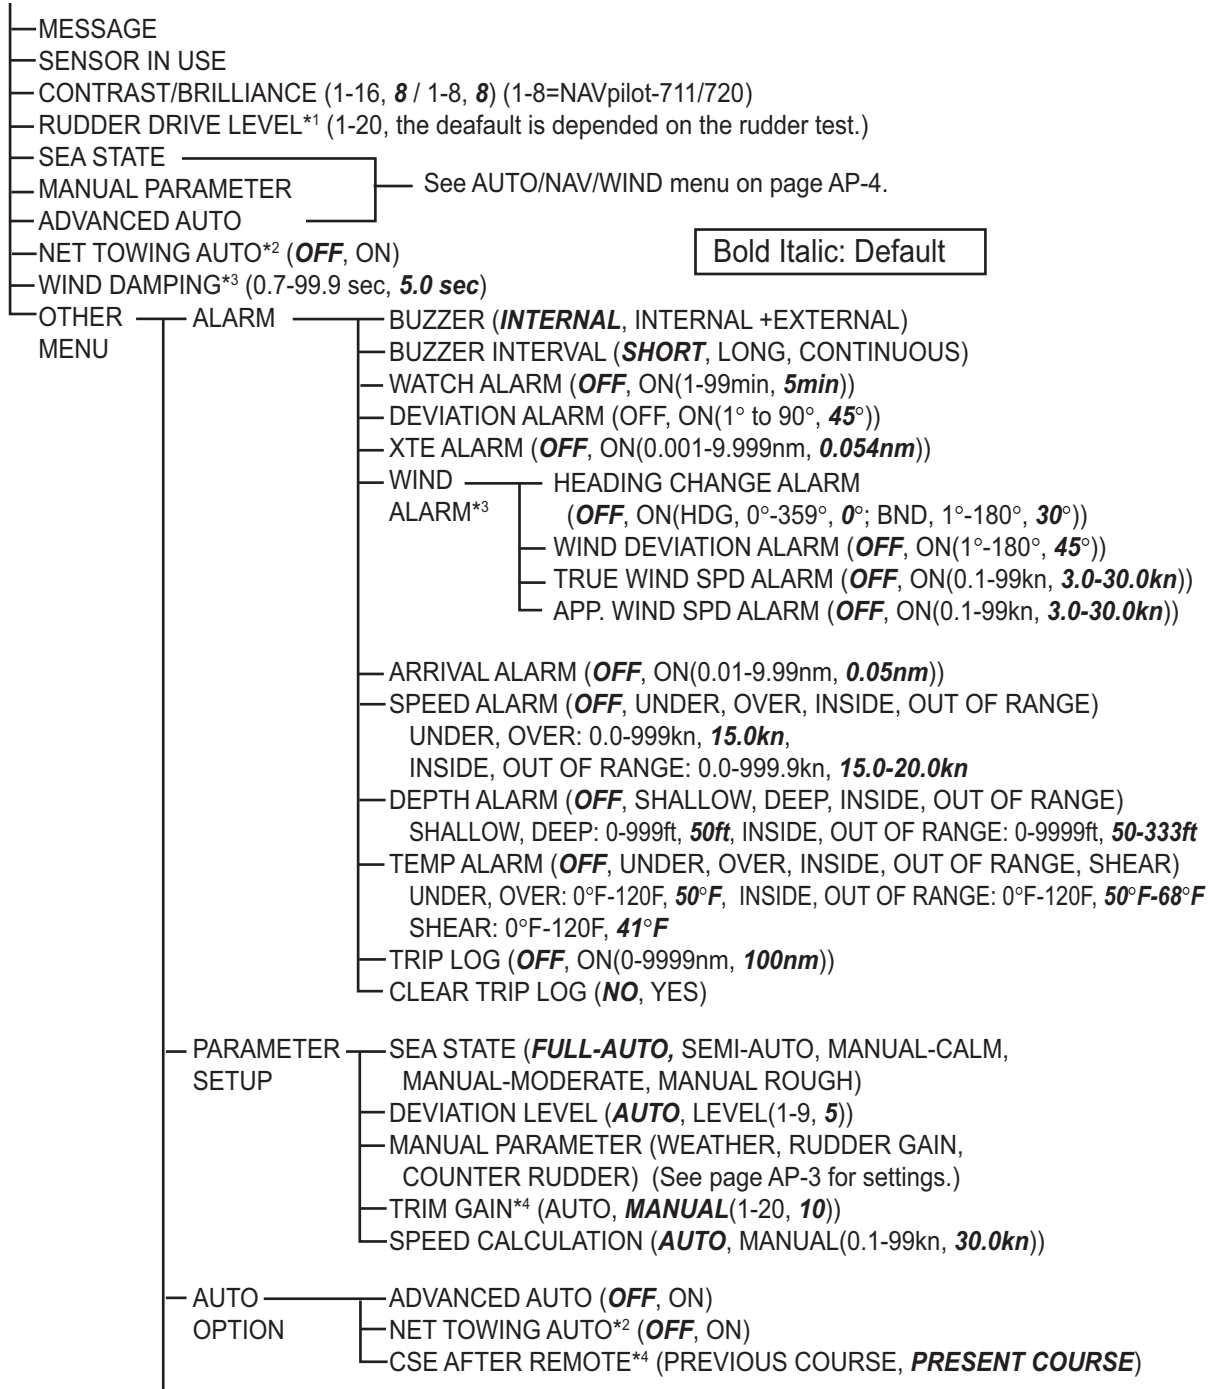 MESSAGE
SENSOR IN USE
CONTRAST/BRILLIANCE (1-16, 8 / 1-8, 8) (1-8=NAVpilot-711/720)
RUDDER DRIVE LEVEL*1 (1-20, the deafault is depended on the rudder test.)
SEA STATE
MANUAL PARAMETER
See AUTO/NAV/WIND menu on page AP-4.
ADVANCED AUTO
NET TOWING AUTO*2 (OFF, ON)
Bold Italic: Default
WIND DAMPING*3 (0.7-99.9 sec, 5.0 sec)
OTHER
MENU
ALARM
BUZZER (INTERNAL, INTERNAL +EXTERNAL)
BUZZER INTERVAL (SHORT, LONG, CONTINUOUS)
WATCH ALARM (OFF, ON(1-99min, 5min))
DEVIATION ALARM (OFF, ON(1° to 90°, 45°))
XTE ALARM (OFF, ON(0.001-9.999nm, 0.054nm))
WIND
ALARM*3
HEADING CHANGE ALARM
(OFF, ON(HDG, 0°-359°, 0°; BND, 1°-180°, 30°))
WIND DEVIATION ALARM (OFF, ON(1°-180°, 45°))
TRUE WIND SPD ALARM (OFF, ON(0.1-99kn, 3.0-30.0kn))
APP. WIND SPD ALARM (OFF, ON(0.1-99kn, 3.0-30.0kn))
ARRIVAL ALARM (OFF, ON(0.01-9.99nm, 0.05nm))
SPEED ALARM (OFF, UNDER, OVER, INSIDE, OUT OF RANGE)
UNDER, OVER: 0.0-999kn, 15.0kn,
INSIDE, OUT OF RANGE: 0.0-999.9kn, 15.0-20.0kn
DEPTH ALARM (OFF, SHALLOW, DEEP, INSIDE, OUT OF RANGE)
SHALLOW, DEEP: 0-999ft, 50ft, INSIDE, OUT OF RANGE: 0-9999ft, 50-333ft
TEMP ALARM (OFF, UNDER, OVER, INSIDE, OUT OF RANGE, SHEAR)
UNDER, OVER: 0°F-120F, 50°F, INSIDE, OUT OF RANGE: 0°F-120F, 50°F-68°F
SHEAR: 0°F-120F, 41°F
TRIP LOG (OFF, ON(0-9999nm, 100nm))
CLEAR TRIP LOG (NO, YES)
PARAMETER
SETUP
SEA STATE (FULL-AUTO, SEMI-AUTO, MANUAL-CALM,
MANUAL-MODERATE, MANUAL ROUGH)
DEVIATION LEVEL (AUTO, LEVEL(1-9, 5))
MANUAL PARAMETER (WEATHER, RUDDER GAIN,
COUNTER RUDDER) (See page AP-3 for settings.)
TRIM GAIN*4 (AUTO, MANUAL(1-20, 10))
SPEED CALCULATION (AUTO, MANUAL(0.1-99kn, 30.0kn))
AUTO
OPTION
ADVANCED AUTO (OFF, ON)
NET TOWING AUTO*2 (OFF, ON)
CSE AFTER REMOTE*4 (PREVIOUS COURSE, PRESENT COURSE)